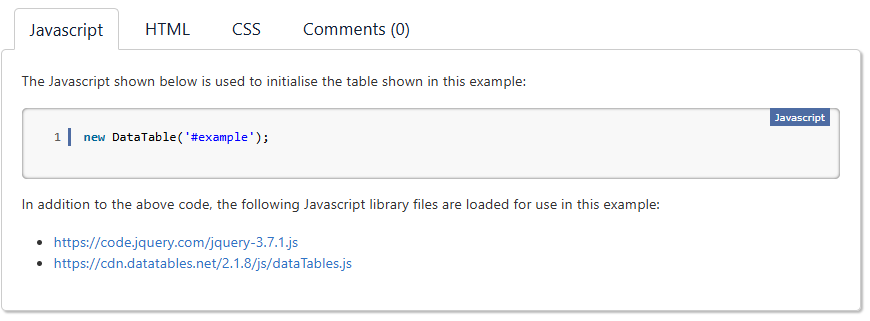 Javascript HTML CSS Comments (0)
The Javascript shown below is used to initialise the table shown in this example:
Javascript
1 new DataTable('#example');
In addition to the above code, the following Javascript library files are loaded for use in this example:
https://code.jquery.com/jquery-3.7.1.js
https://cdn.datatables.net/2.1.8/js/dataTables.js